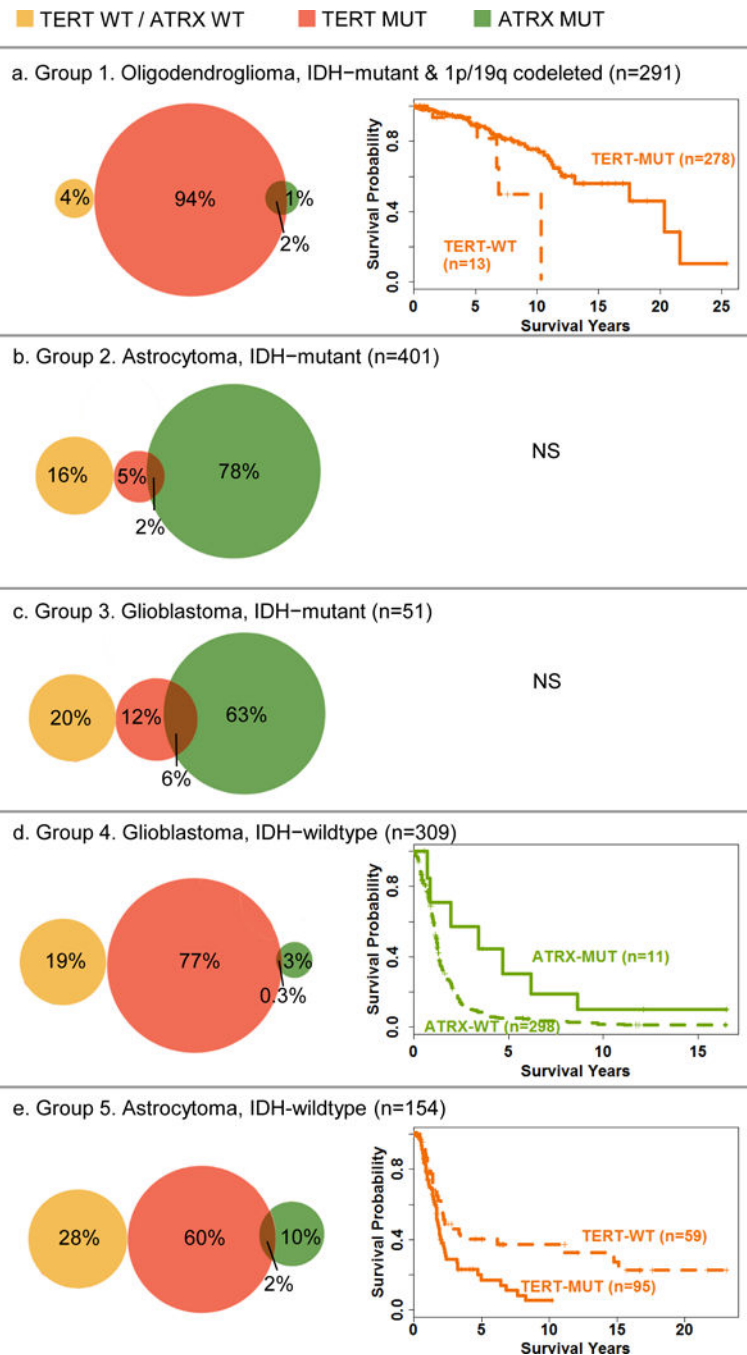 TERT WT / ATRX WT TERT MUT ATRX MUT
a. Group 1. Oligodendroglioma, IDH−mutant & 1p/19q codeleted (n=291)
4%
94%
1%
2%
Survival Probability
0.8
0.4
0.0
TERT-MUT (n=278)
TERT-WT
(n=13)
0 5 10 15 20 25
Survival Years
b. Group 2. Astrocytoma, IDH−mutant (n=401)
16%
5%
78%
2%
NS
c. Group 3. Glioblastoma, IDH−mutant (n=51)
20%
12%
63%
6%
NS
d. Group 4. Glioblastoma, IDH−wildtype (n=309)
19%
77%
3%
0.3%
Survival Probability
0.8
0.4
0.0
ATRX-MUT (n=11)
ATRX-WT (n=298)
0 5 10 15
Survival Years
e. Group 5. Astrocytoma, IDH-wildtype (n=154)
28%
60%
10%
2%
Survival Probability
0.8
0.4
0.0
TERT-WT (n=59)
TERT-MUT (n=95)
0 5 10 15 20
Survival Years